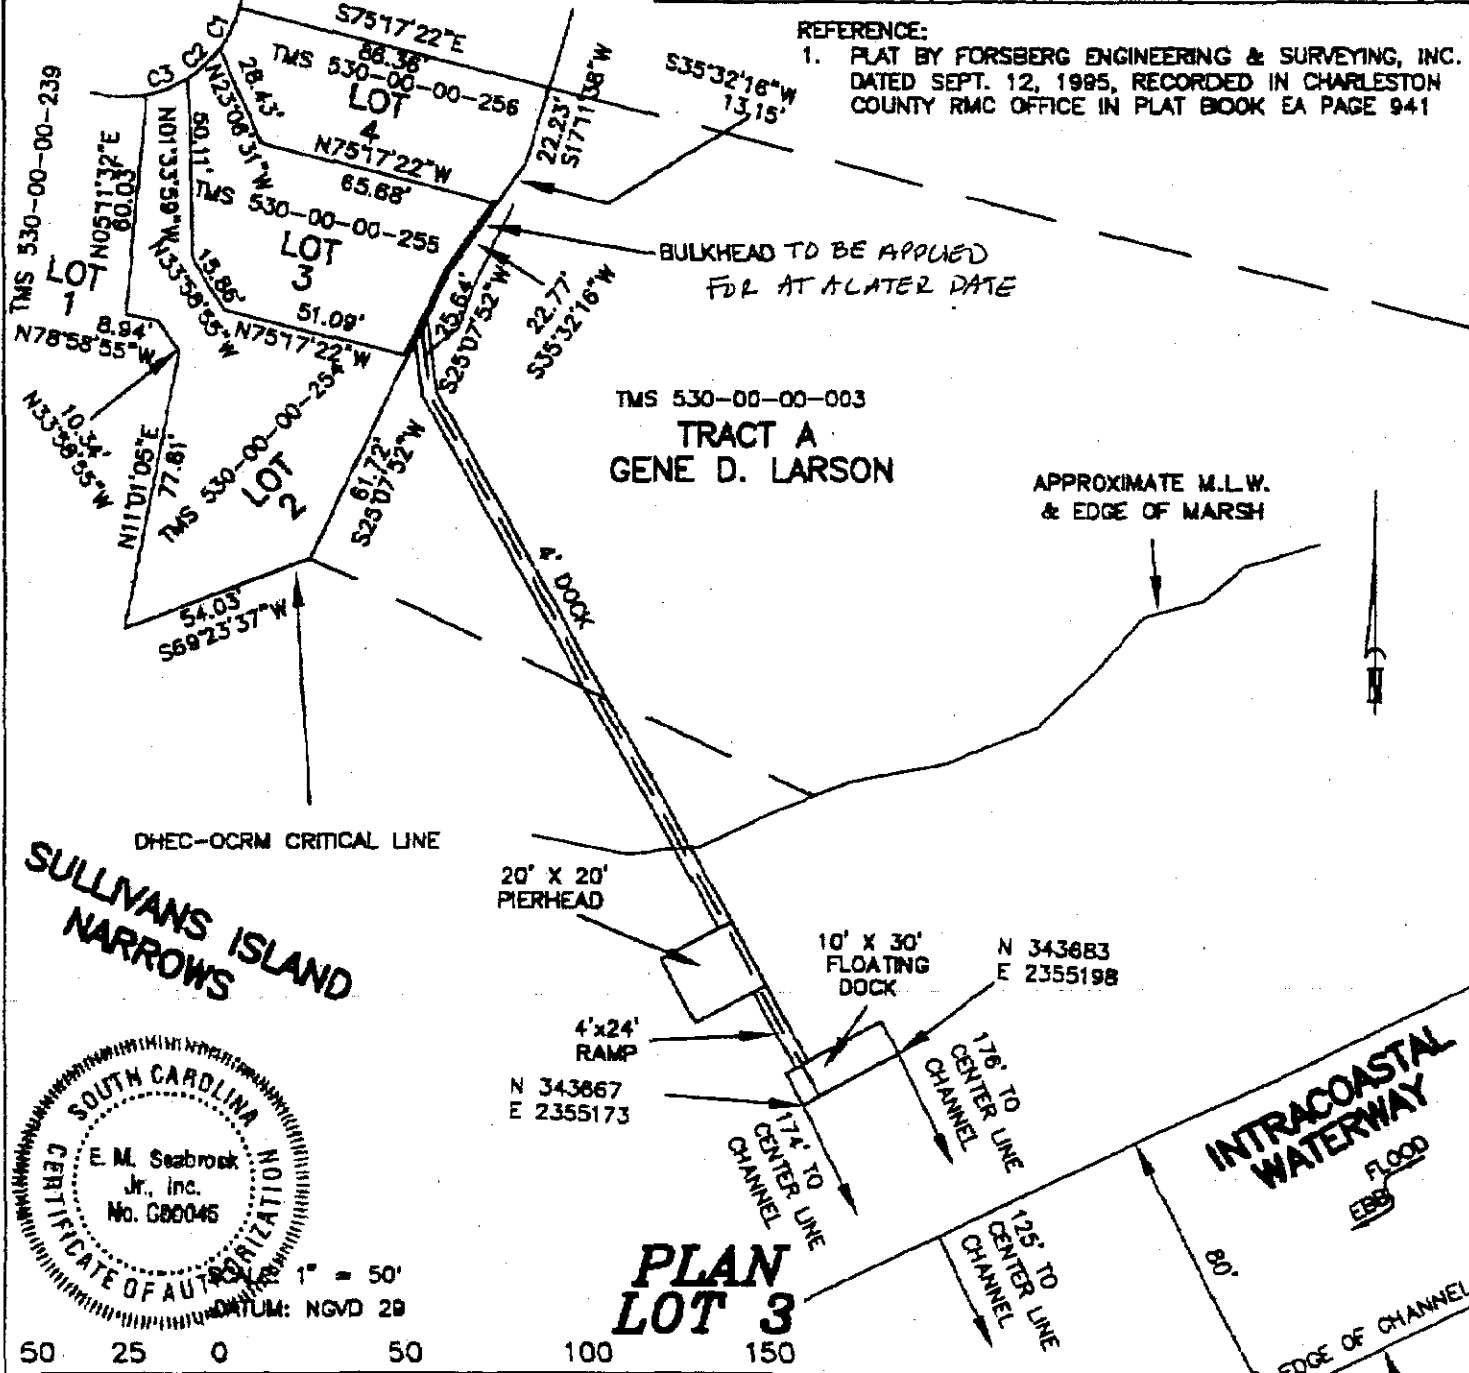 REFERENCE:
1. PLAT BY FORSBERG ENGINEERING & SURVEYING, INC.
DATED SEPT. 12, 1995, RECORDED IN CHARLESTON
COUNTY RMC OFFICE IN PLAT BOOK EA PAGE 941
C1
C2
C3
S75°17'22"E
86.36'
TMS 530-00-00-256
LOT
4
N75°17'22"W
65.68'
28.43'
N23°06'31"W
22.23'
S17°11'38"W
S35°32'16"W
13.15'
TMS 530-00-00-239
LOT
1
N05°11'32"E
60.03'
N01°33'59"W
50.11'
TMS 530-00-00-255
LOT
3
15.86'
N33°58'55"W
51.09'
N75°17'22"W
25.64'
S25°07'52"W
22.77'
S35°32'16"W
BULKHEAD TO BE APPLIED
FOR AT A LATER DATE
8.94'
N78°58'55"W
10.34'
N33°58'55"W
N11°01'05"E
77.81'
TMS 530-00-00-254
LOT
2
61.72'
S25°07'52"W
54.03'
S69°23'37"W
TMS 530-00-00-003
TRACT A
GENE D. LARSON
APPROXIMATE M.L.W.
& EDGE OF MARSH
4' DOCK
N
DHEC-OCRM CRITICAL LINE
SULLIVANS ISLAND
NARROWS
20' X 20'
PIERHEAD
10' X 30'
FLOATING
DOCK
N 343683
E 2355198
4'x24'
RAMP
N 343667
E 2355173
176' TO
CENTER LINE
CHANNEL
174' TO
CENTER LINE
CHANNEL
125' TO
CENTER LINE
CHANNEL
INTRACOASTAL
WATERWAY
FLOOD
EBB
80'
EDGE OF CHANNEL
SOUTH CAROLINA
CERTIFICATE OF AUTHORIZATION
E. M. Seabrook
Jr., Inc.
No. C00045
SCALE: 1" = 50'
DATUM: NGVD 29
PLAN
LOT 3
50 25 0 50 100 150